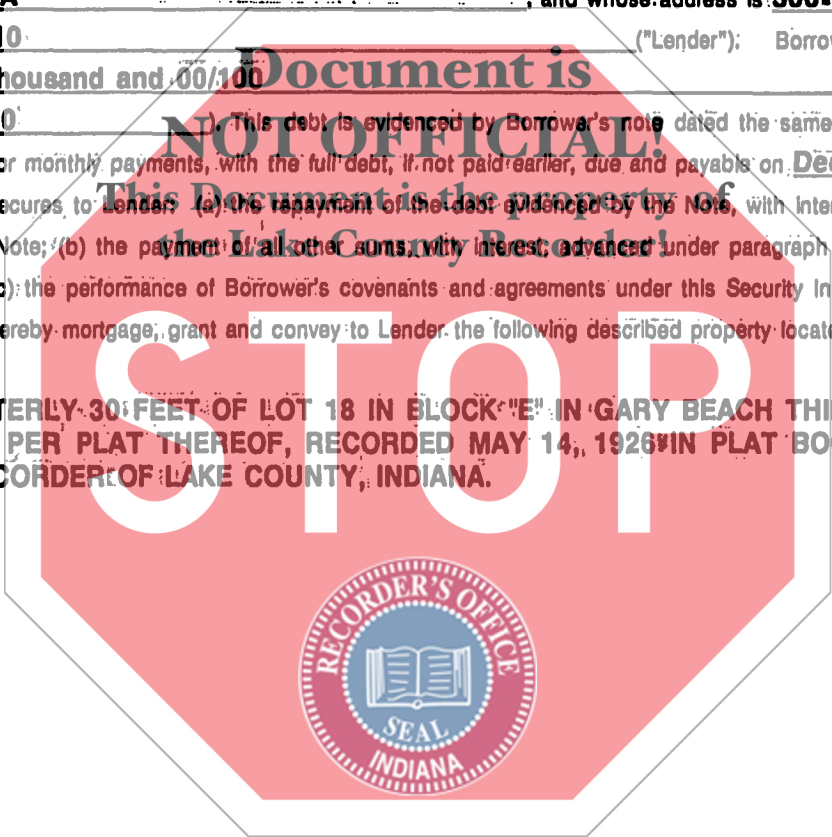 A , and whose address is
10 ("Lender"): Borrow
housand and 00/100
Document is
0 ). This debt is evidenced by Borrower's note dated the same
NOT OFFICIAL!
or monthly payments, with the full debt, if not paid earlier, due and payable on Dec
This Document is the property of
ecures to Lender: (a) the repayment of the debt evidenced by the Note, with inter
the Lake County Recorder!
Note; (b) the payment of all other sums, with interest, advanced under paragraph
c) the performance of Borrower's covenants and agreements under this Security In
ereby mortgage, grant and convey to Lender the following described property locate
STOP
TERLY 30 FEET OF LOT 18 IN BLOCK "E" IN GARY BEACH THI
PER PLAT THEREOF, RECORDED MAY 14, 1926 IN PLAT BO
CORDER OF LAKE COUNTY, INDIANA.
RECORDER'S OFFICE
SEAL
INDIANA